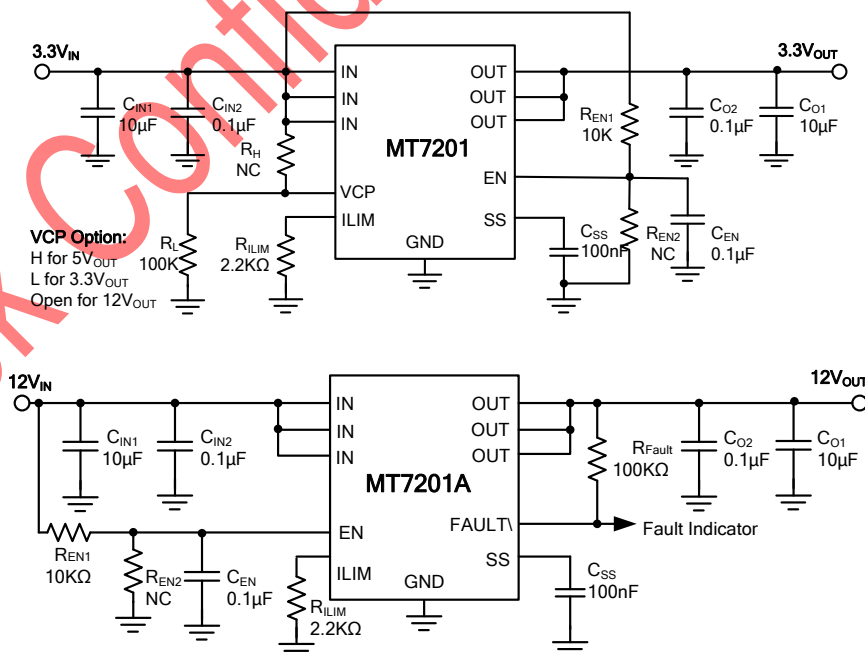 x Confi
3.3VIN
3.3VOUT
IN
IN
IN
OUT
OUT
OUT
CIN1
10µF
CIN2
0.1µF
RH
NC
MT7201
REN1
10K
CO2
0.1µF
CO1
10µF
VCP
ILIM
EN
SS
GND
VCP Option:
H for 5VOUT
L for 3.3VOUT
Open for 12VOUT
RL
100K
RILIM
2.2KΩ
CSS
100nF
REN2
NC
CEN
0.1µF
12VIN
12VOUT
IN
IN
IN
OUT
OUT
OUT
CIN1
10µF
CIN2
0.1µF
MT7201A
RFault
100KΩ
CO2
0.1µF
CO1
10µF
EN
ILIM
FAULT\
SS
GND
Fault Indicator
REN1
10KΩ
REN2
NC
CEN
0.1µF
RILIM
2.2KΩ
CSS
100nF